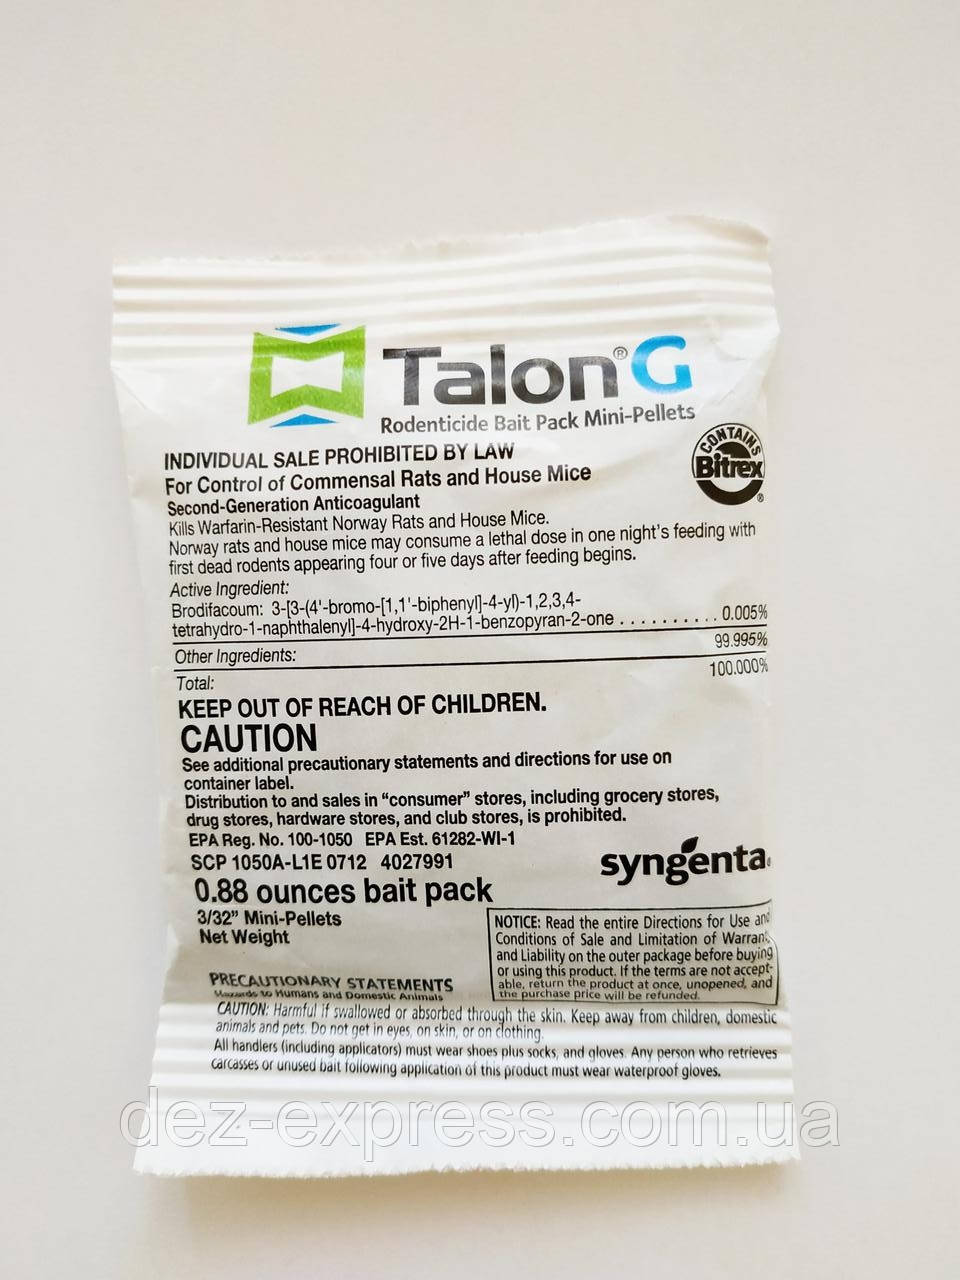 Talon® G
Rodenticide Bait Pack Mini-Pellets
CONTAINS
Bitrex®
INDIVIDUAL SALE PROHIBITED BY LAW
For Control of Commensal Rats and House Mice
Second-Generation Anticoagulant
Kills Warfarin-Resistant Norway Rats and House Mice.
Norway rats and house mice may consume a lethal dose in one night's feeding with
first dead rodents appearing four or five days after feeding begins.
Active Ingredient:
Brodifacoum: 3-[3-(4'-bromo-[1,1'-biphenyl]-4-yl)-1,2,3,4-
tetrahydro-1-naphthalenyl]-4-hydroxy-2H-1-benzopyran-2-one . . . . . . . . . . 0.005%
Other Ingredients: 99.995%
Total: 100.000%
KEEP OUT OF REACH OF CHILDREN.
CAUTION
See additional precautionary statements and directions for use on
container label.
Distribution to and sales in “consumer” stores, including grocery stores,
drug stores, hardware stores, and club stores, is prohibited.
EPA Reg. No. 100-1050 EPA Est. 61282-WI-1
SCP 1050A-L1E 0712 4027991
syngenta
0.88 ounces bait pack
3/32” Mini-Pellets
Net Weight
NOTICE: Read the entire Directions for Use and
Conditions of Sale and Limitation of Warran
and Liability on the outer package before buying
or using this product. If the terms are not accept-
able, return the product at once, unopened, and
the purchase price will be refunded.
PRECAUTIONARY STATEMENTS
Hazards to Humans and Domestic Animals
CAUTION: Harmful if swallowed or absorbed through the skin. Keep away from children, domestic
animals and pets. Do not get in eyes, on skin, or on clothing.
All handlers (including applicators) must wear shoes plus socks, and gloves. Any person who retrieves
carcasses or unused bait following application of this product must wear waterproof gloves.
dez-express.com.ua